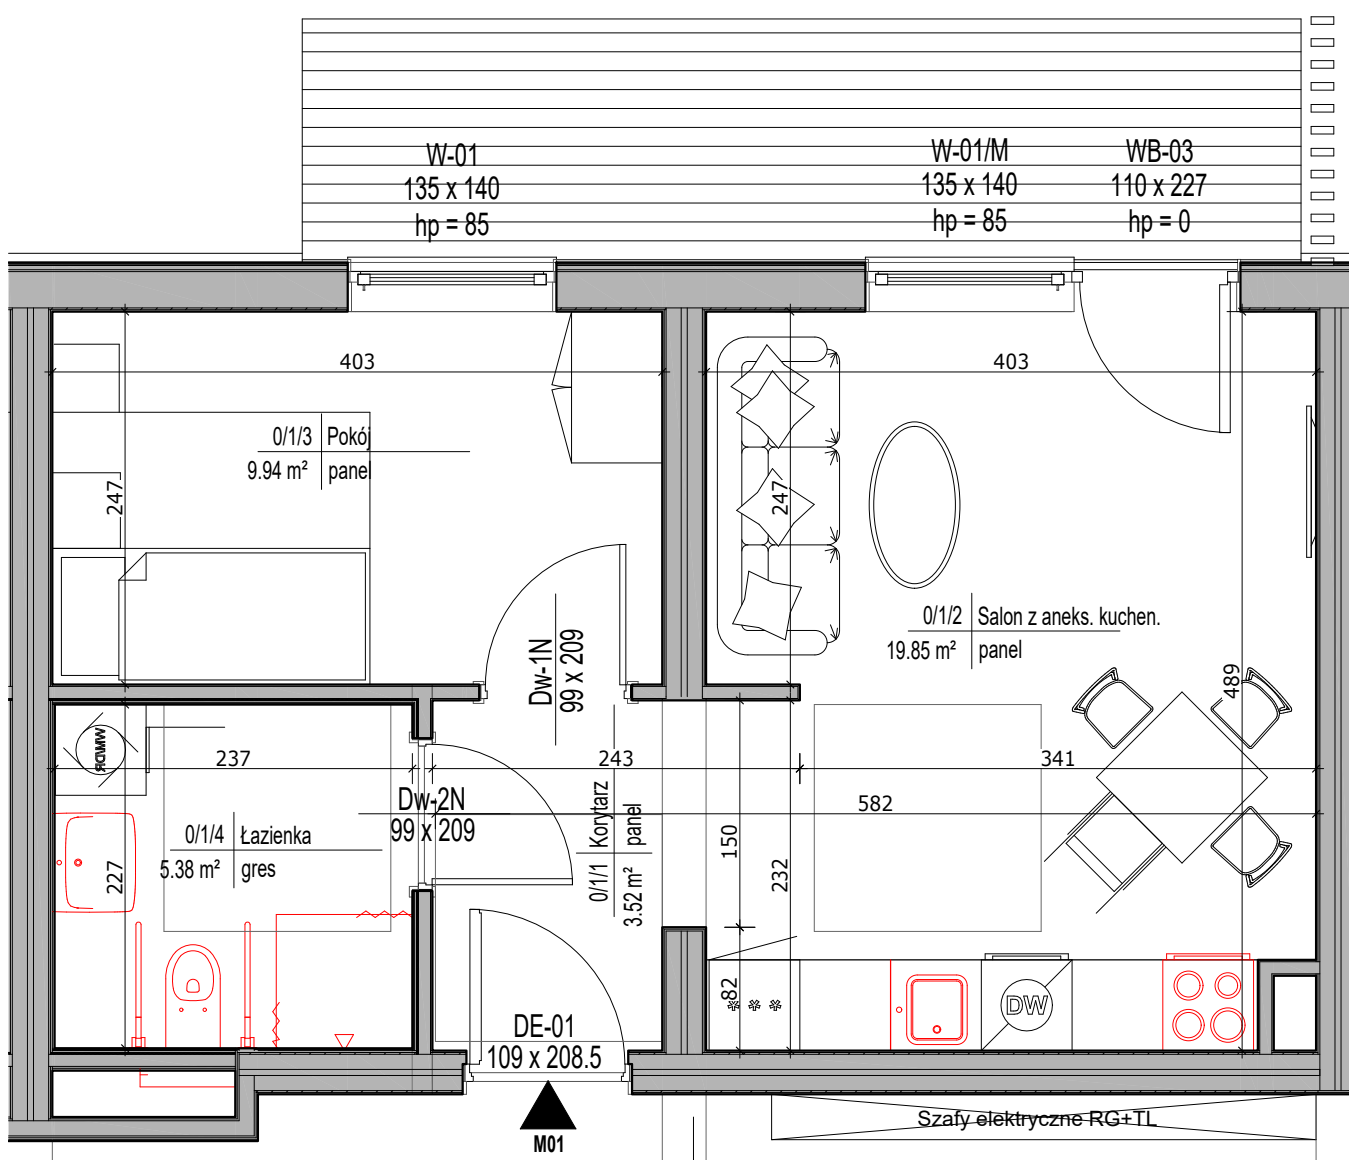 W-01
135 x 140
hp = 85
W-01/M
135 x 140
hp = 85
WB-03
110 x 227
hp = 0
403
403
0/1/3 Pokój
9.94 m² panel
247
247
0/1/2 Salon z aneks. kuchen.
19.85 m² panel
Dw-1N
99 x 209
489
WM/DR
237
243
341
582
Dw-2N
99 x 209
0/1/4 Łazienka
5.38 m² gres
227
0/1/1 Korytarz
3.52 m² panel
150
232
82
***
DW
DE-01
109 x 208.5
M01
Szafy elektryczne RG+TL